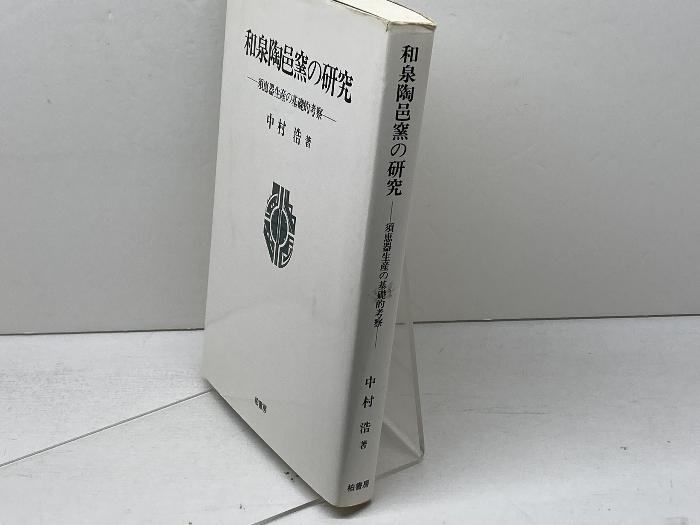 和泉陶邑窯の研究
―須恵器生産の基礎的考察―
中村 浩 著
柏書房
和泉陶邑窯の研究
―須恵器生産の基礎的考察―
中村 浩 著
柏書房